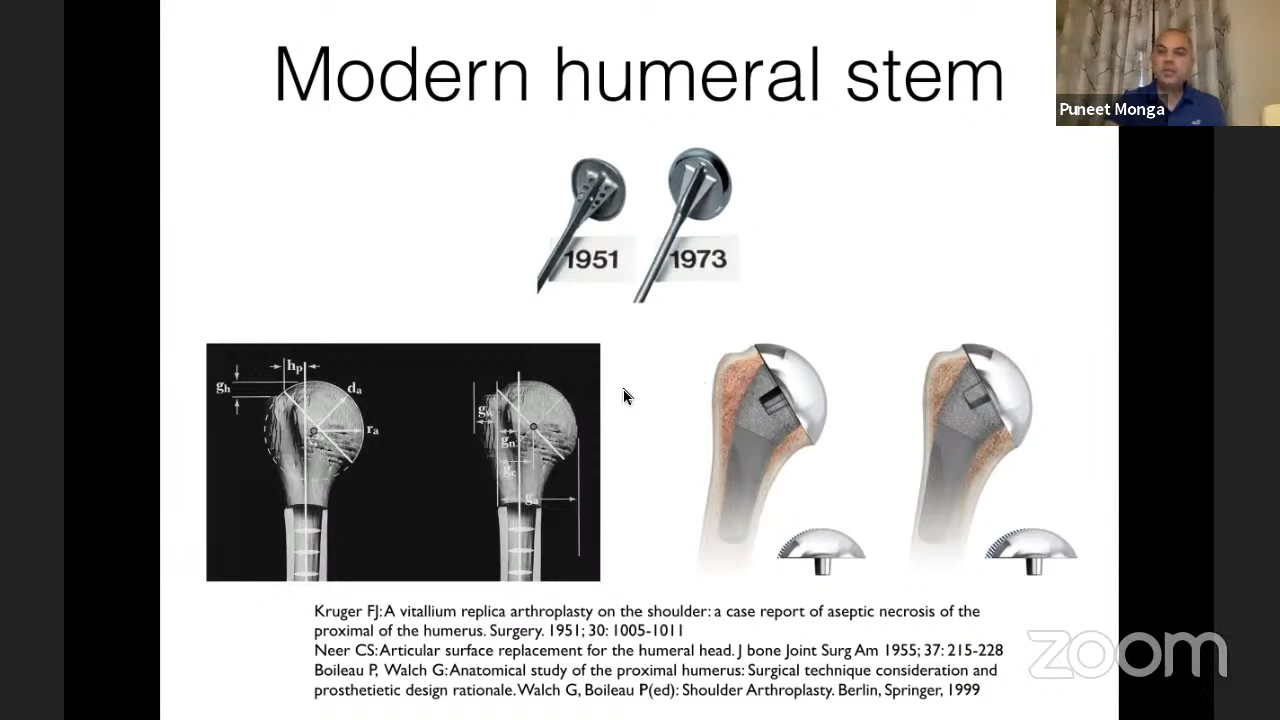 Modern humeral stem
Puneet Monga
1951
1973
hp
gh
da
ra
gn
ga
Kruger FJ: A vitallium replica arthroplasty on the shoulder: a case report of aseptic necrosis of the
proximal of the humerus. Surgery. 1951; 30: 1005-1011
Neer CS: Articular surface replacement for the humeral head. J bone Joint Surg Am 1955; 37: 215-228
Boileau P, Walch G: Anatomical study of the proximal humerus: Surgical technique consideration and
prosthetietic design rationale. Walch G, Boileau P(ed): Shoulder Arthroplasty. Berlin, Springer, 1999
zoom